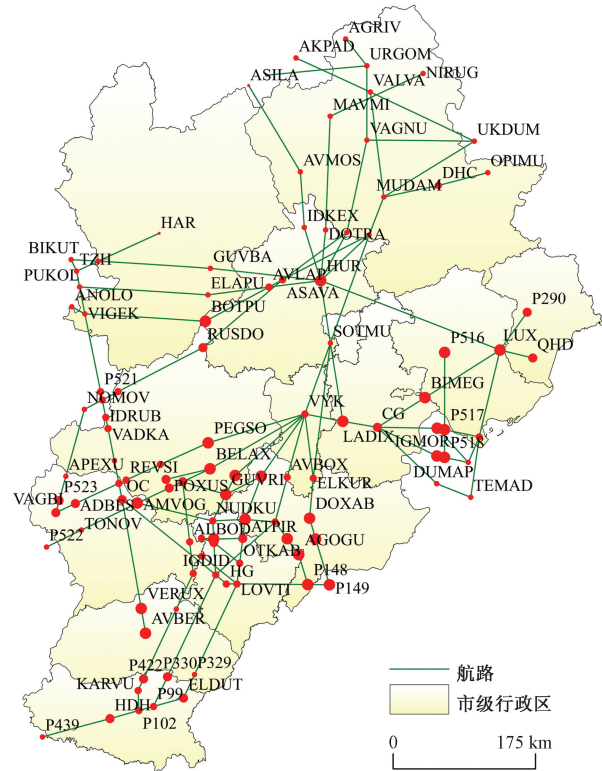 AGRIV
AKPAD
URGOM
ASILA
VALVA
NIRUG
MAVMI
VAGNU
UKDUM
AVMOS
OPIMU
DHC
MUDAM
IDKEX
HAR
DOTRA
BIKUT
TZH
GUVBA
HUR
PUKOL
ELAPU
AVLAP
ANOLO
ASAVA
BOTPU
P290
VIGEK
RUSDO
SOTMU
P516
LUX
QHD
P521
BIMEG
NOMOV
VYK
CG
IDRUB
P517
PEGSO
LADIX
IGMOR
P518
VADKA
BELAX
APEXU
REVSI
AVBOX
DUMAP
P523
OC
POXUS
GUVRI
ELKUR
TEMAD
VAGBI
ADBES
AMVOG
NUDKU
DOXAB
P522
TONOV
ALBOD
DATPIR
AGOGU
OTKAB
IQDID
HG
P148
VERUX
LOVTI
P149
AVBER
P422
P330
P329
KARVU
P99
ELDUT
HDH
P439
P102
航路
市级行政区
0 175 km